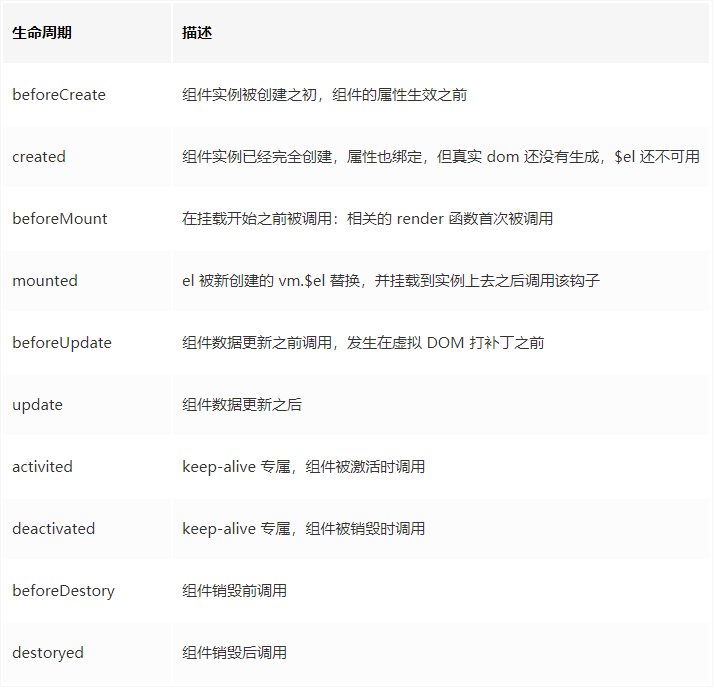 生命周期 描述
beforeCreate 组件实例被创建之初，组件的属性生效之前
created 组件实例已经完全创建，属性也绑定，但真实 dom 还没有生成，$el 还不可用
beforeMount 在挂载开始之前被调用：相关的 render 函数首次被调用
mounted el 被新创建的 vm.$el 替换，并挂载到实例上去之后调用该钩子
beforeUpdate 组件数据更新之前调用，发生在虚拟 DOM 打补丁之前
update 组件数据更新之后
activited keep-alive 专属，组件被激活时调用
deactivated keep-alive 专属，组件被销毁时调用
beforeDestory 组件销毁前调用
destoryed 组件销毁后调用